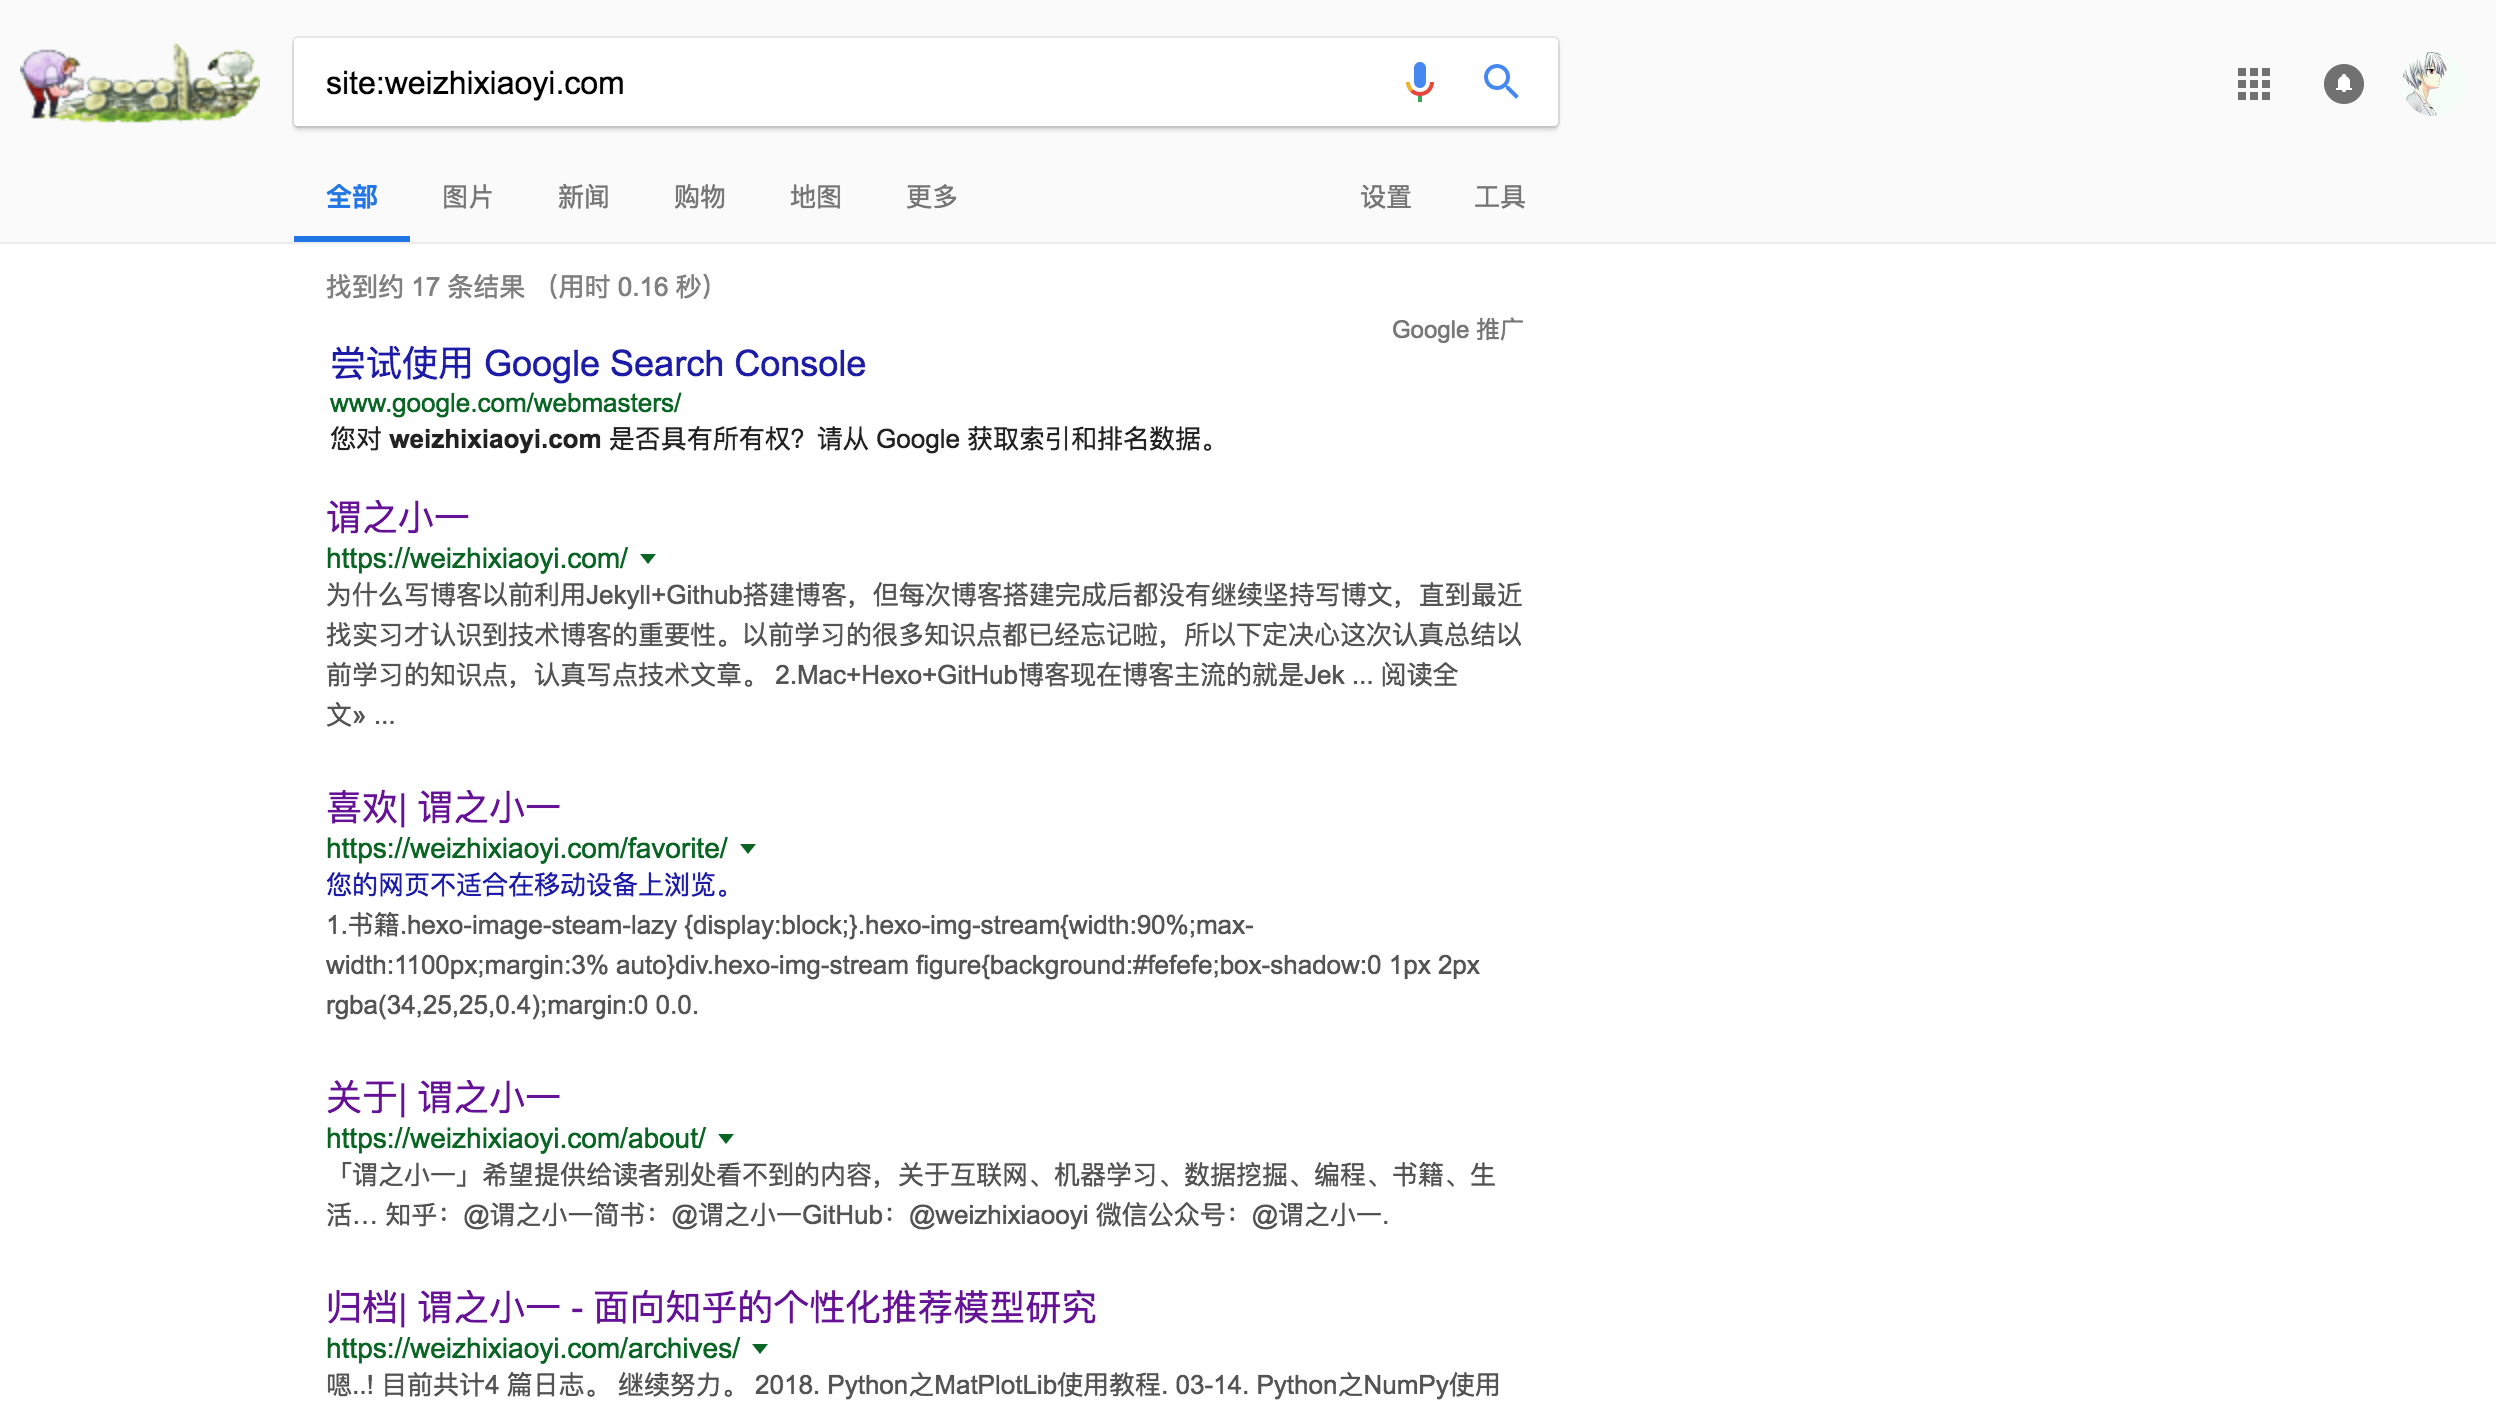 site:weizhixiaoyi.com
全部 图片 新闻 购物 地图 更多 设置 工具
找到约 17 条结果 （用时 0.16 秒）
Google 推广
尝试使用 Google Search Console
www.google.com/webmasters/
您对 weizhixiaoyi.com 是否具有所有权？请从 Google 获取索引和排名数据。
谓之小一
https://weizhixiaoyi.com/
为什么写博客以前利用Jekyll+Github搭建博客，但每次博客搭建完成后都没有继续坚持写博文，直到最近
找实习才认识到技术博客的重要性。以前学习的很多知识点都已经忘记啦，所以下定决心这次认真总结以
前学习的知识点，认真写点技术文章。 2.Mac+Hexo+GitHub博客现在博客主流的就是Jek ... 阅读全
文» ...
喜欢| 谓之小一
https://weizhixiaoyi.com/favorite/
您的网页不适合在移动设备上浏览。
1.书籍.hexo-image-steam-lazy {display:block;}.hexo-img-stream{width:90%;max-
width:1100px;margin:3% auto}div.hexo-img-stream figure{background:#fefefe;box-shadow:0 1px 2px
rgba(34,25,25,0.4);margin:0 0.0.
关于| 谓之小一
https://weizhixiaoyi.com/about/
「谓之小一」希望提供给读者别处看不到的内容，关于互联网、机器学习、数据挖掘、编程、书籍、生
活… 知乎：@谓之小一简书：@谓之小一GitHub：@weizhixiaooyi 微信公众号：@谓之小一.
归档| 谓之小一 - 面向知乎的个性化推荐模型研究
https://weizhixiaoyi.com/archives/
嗯..! 目前共计4 篇日志。 继续努力。 2018. Python之MatPlotLib使用教程. 03-14. Python之NumPy使用